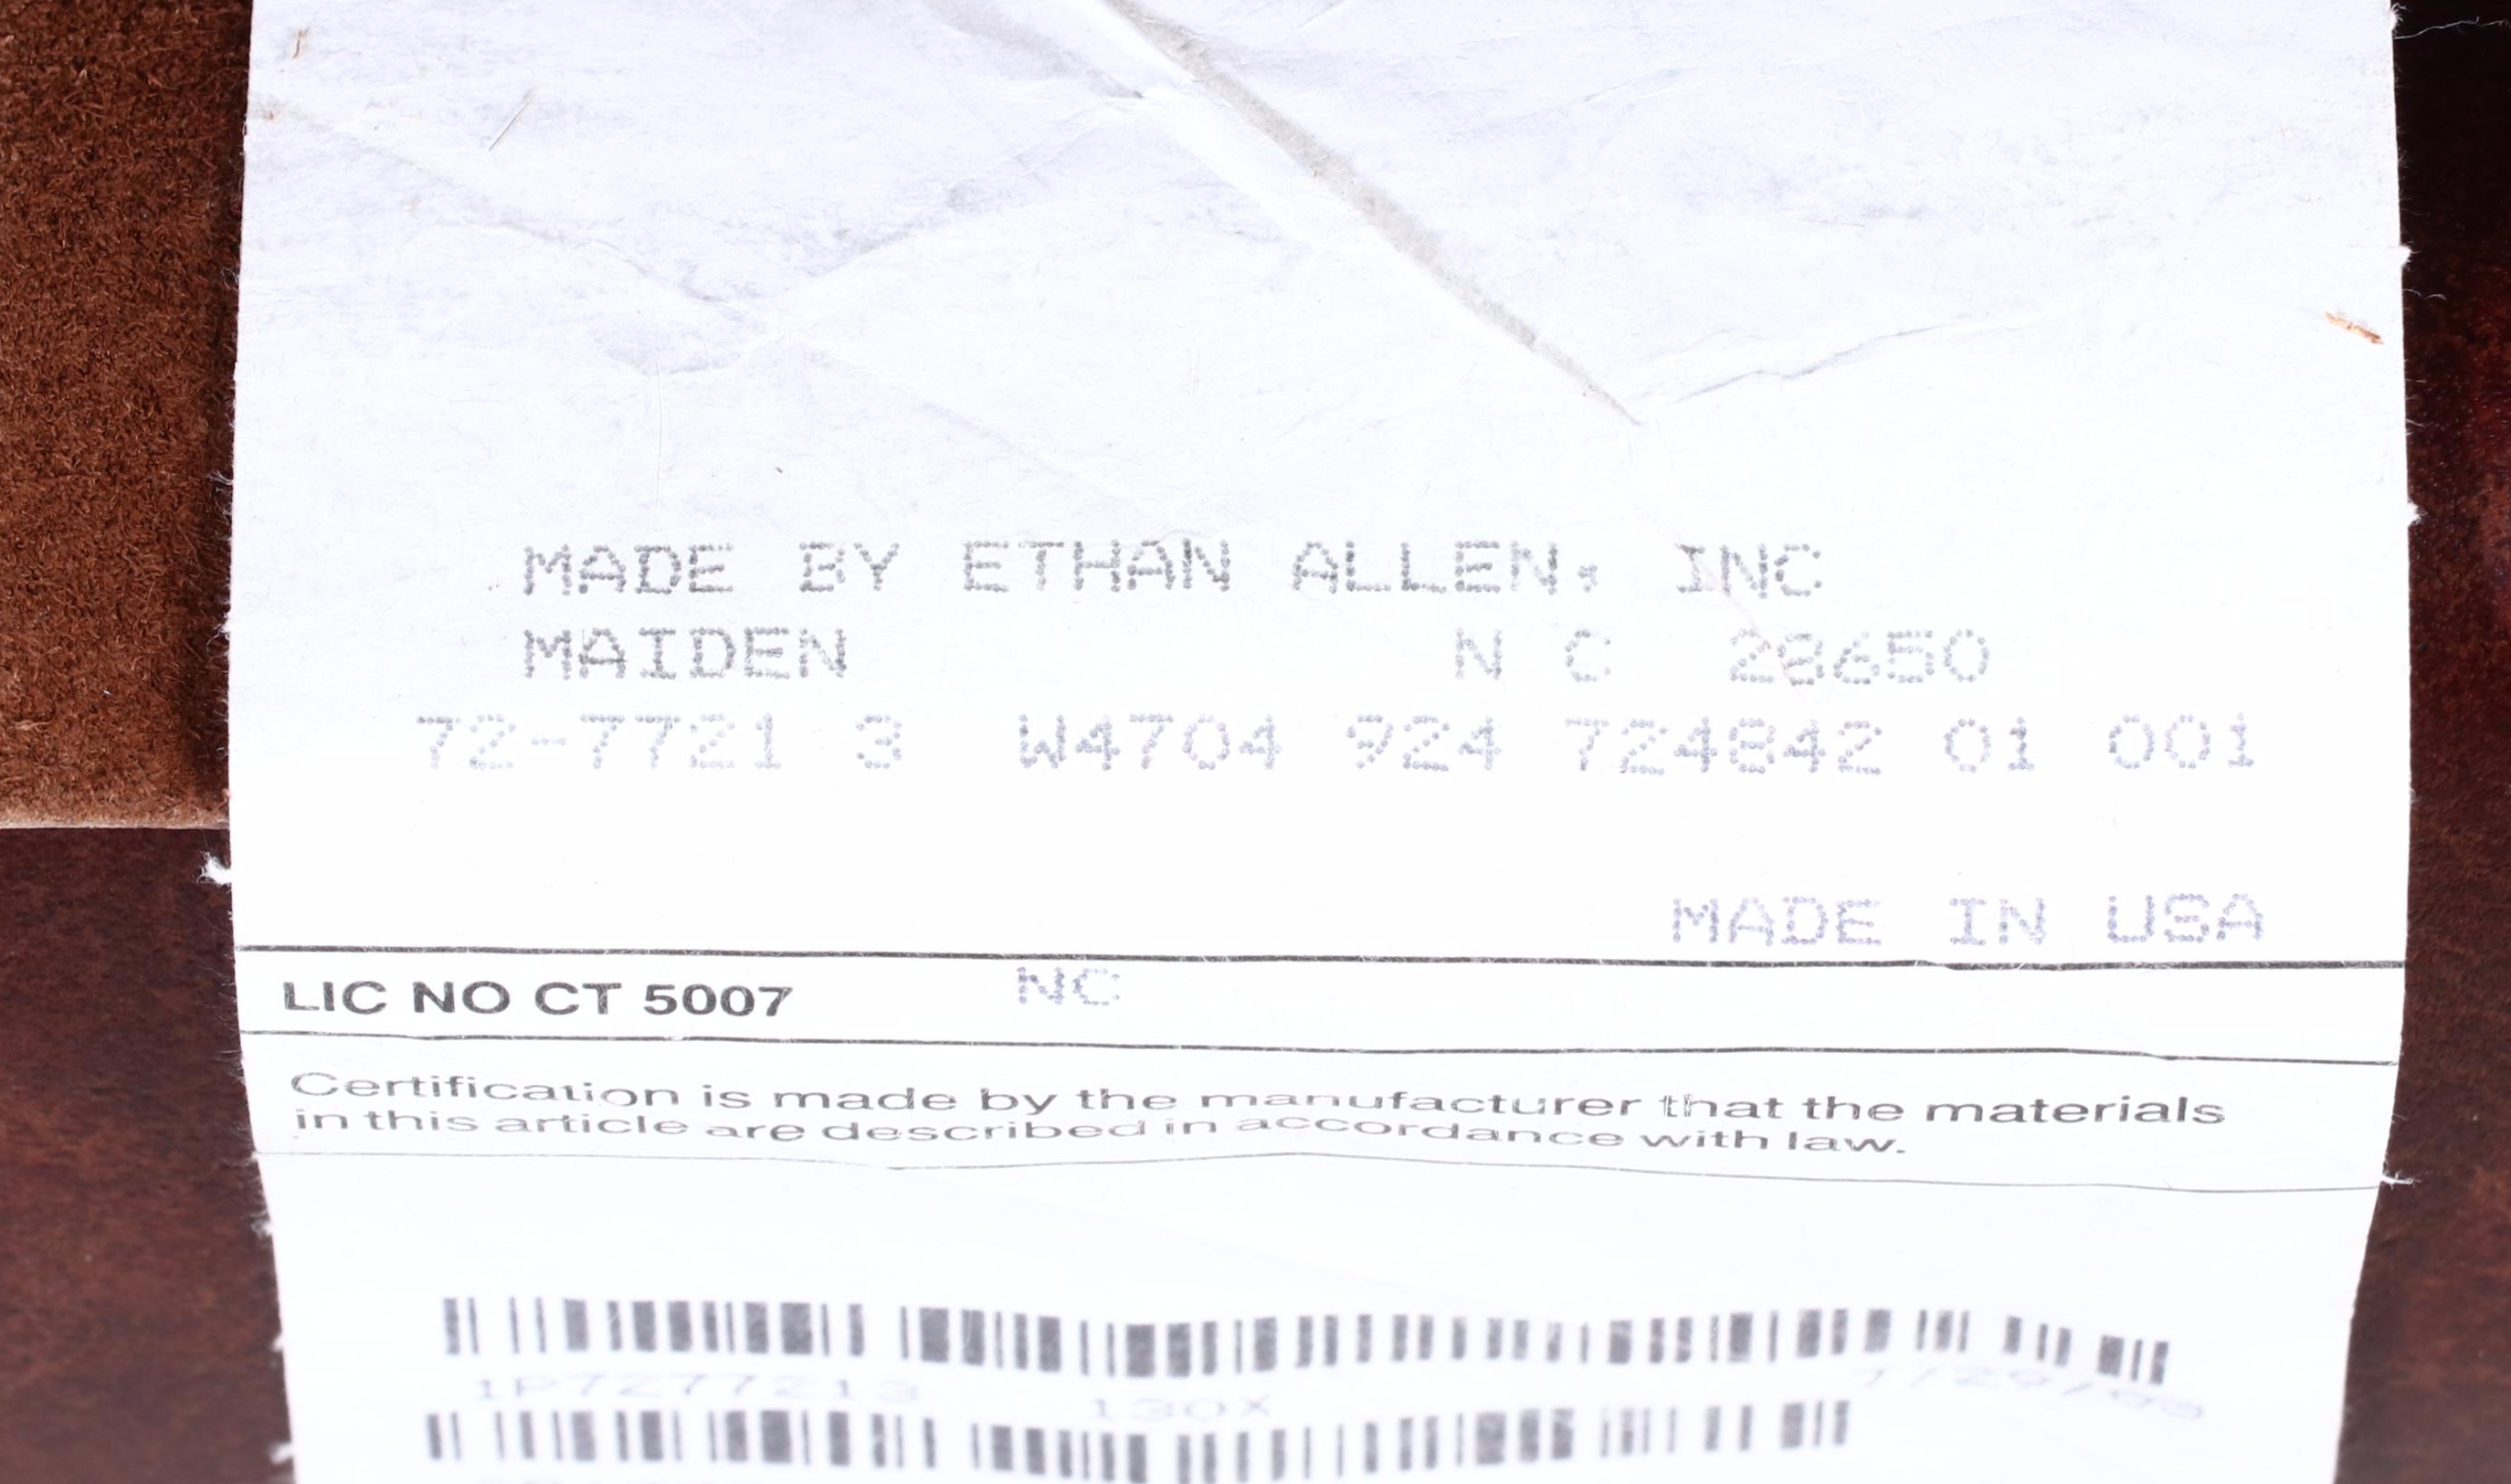 MADE BY ETHAN ALLEN, INC
MAIDEN N C 28650
72-7721 3 W4704 924 724842 01 001
MADE IN USA
LIC NO CT 5007 NC
Certification is made by the manufacturer that the materials
in this article are described in accordance with law.
1P7277213 130X